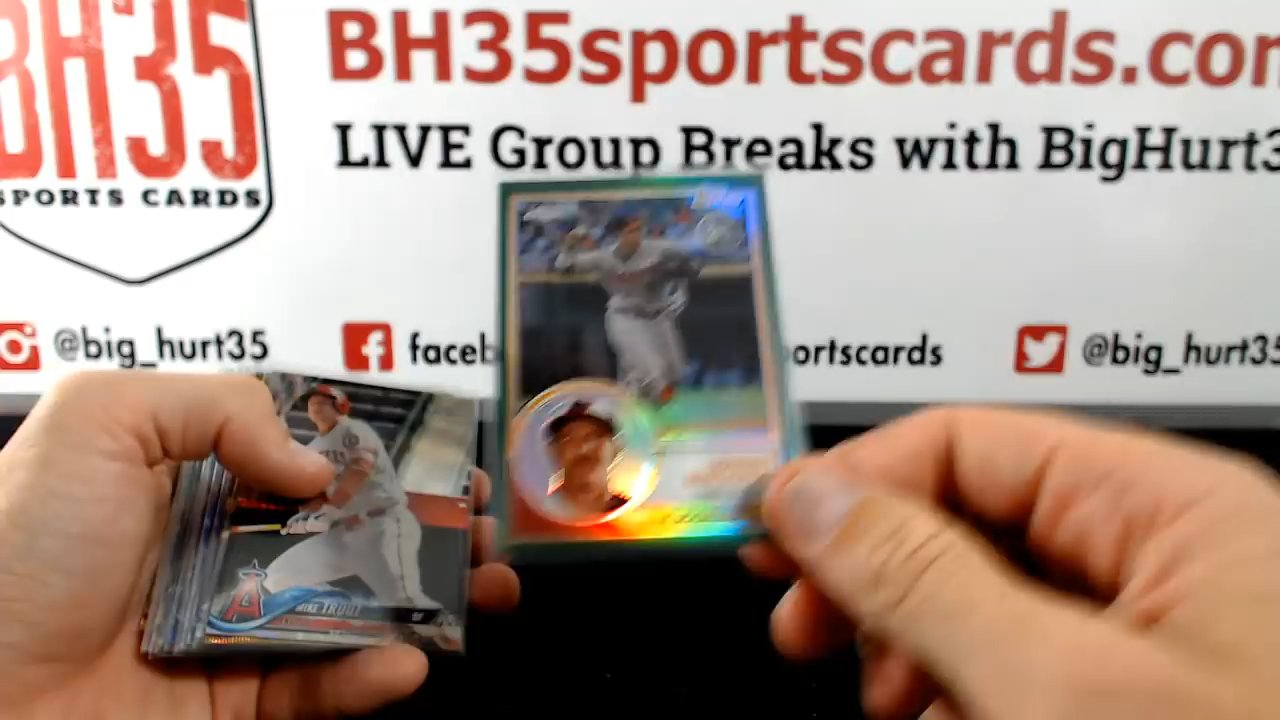 BH35
SPORTS CARDS
BH35sportscards.com
LIVE Group Breaks with BigHurt3
@big_hurt35
faceb
ortscards
@big_hurt35
A
MIKE TROUT